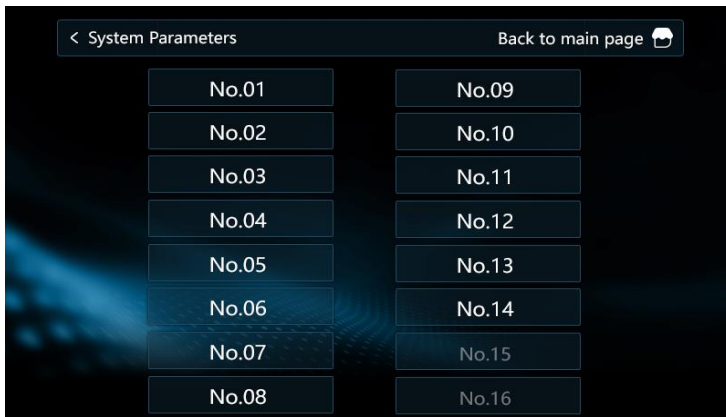 < System Parameters
Back to main page
No.01
No.02
No.03
No.04
No.05
No.06
No.07
No.08
No.09
No.10
No.11
No.12
No.13
No.14
No.15
No.16